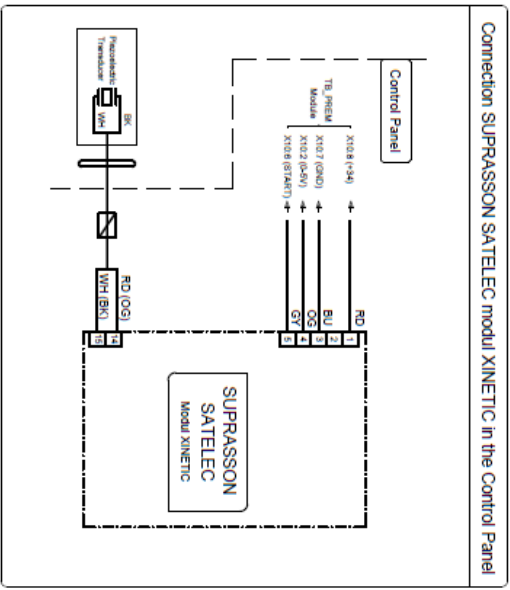 Connection SUPRASSON SATELEC modul XINETIC in the Control Panel
Control Panel
TB_PREM
Module
X10:8 (+34)
X10:7 (GND)
X10:2 (0-5V)
X10:6 (START)
RD
BU
OG
GY
1
2
3
4
5
SUPRASSON
SATELEC
Modul XINETIC
Piezoelectric
Transducer
BK
WH
RD (OG)
WH (BK)
14
15